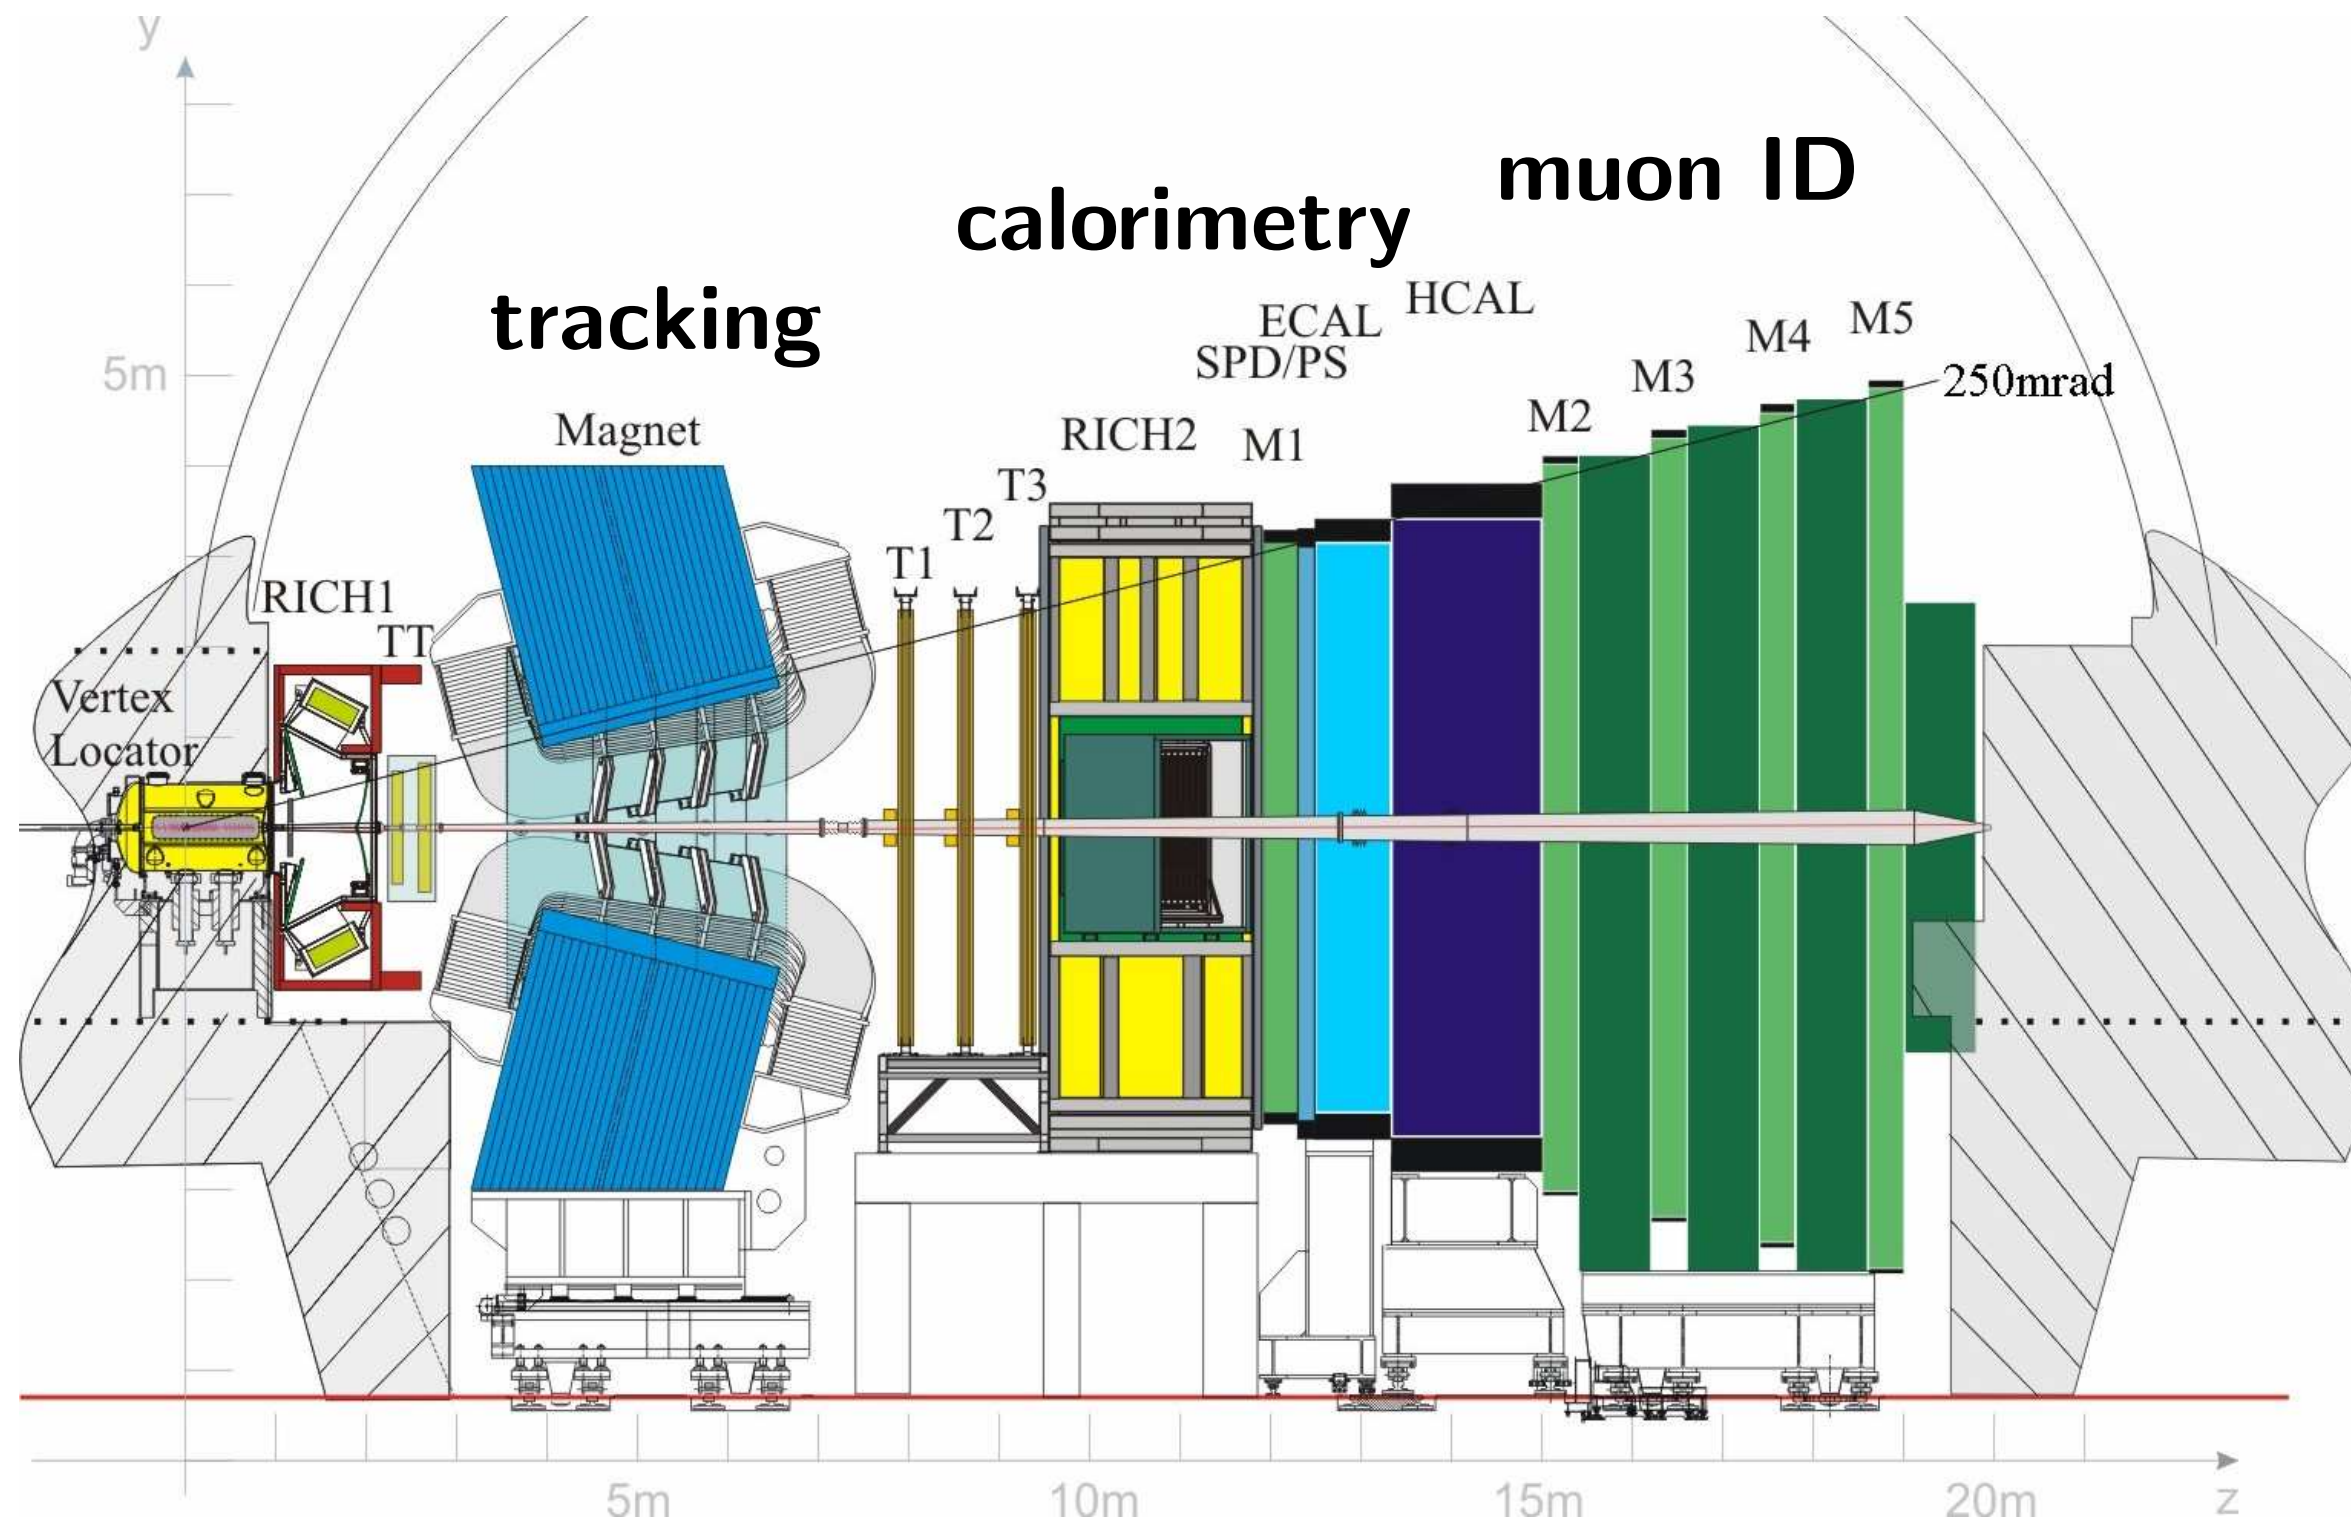 y
muon ID
calorimetry
tracking
HCAL
ECAL
SPD/PS
M5
M4
M3
M2
5m
250mrad
Magnet
RICH2
M1
T3
T2
T1
RICH1
TT
Vertex
Locator
5m
10m
15m
20m
z